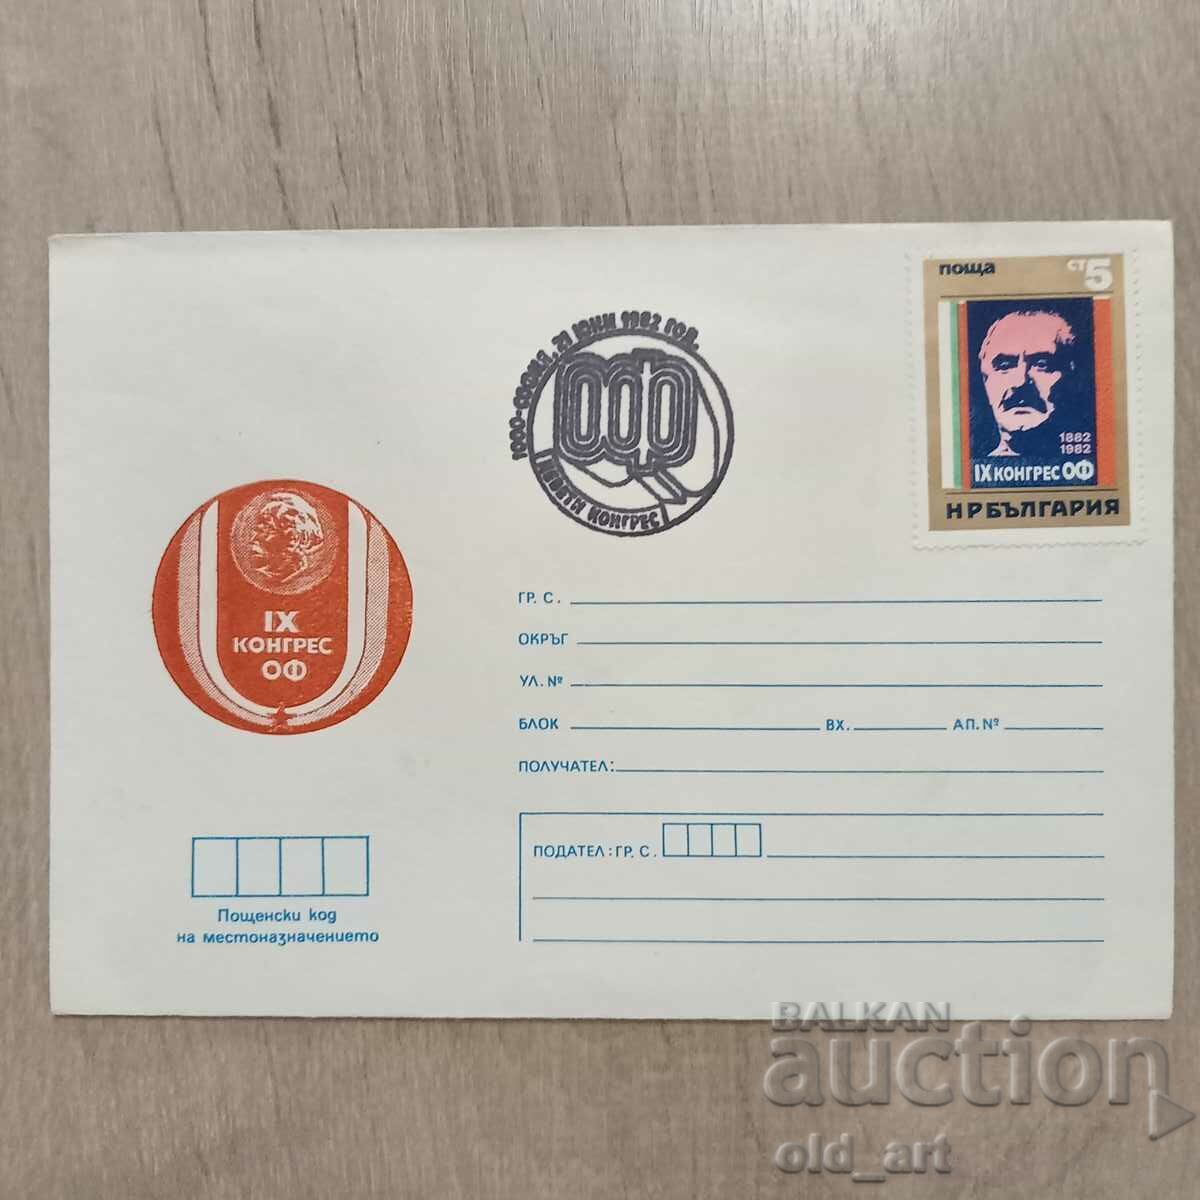 поща ст 5
1882
1982
IX КОНГРЕС ОФ
НР БЪЛГАРИЯ
1000-СОФИЯ, 21 ЮНИ 1982 ГОД.
ОФ
ДЕВЕТИ КОНГРЕС
IX
КОНГРЕС
ОФ
ГР. С.
ОКРЪГ
УЛ. №
БЛОК ВХ. АП. №
ПОЛУЧАТЕЛ:
ПОДАТЕЛ: ГР. С.
Пощенски код
на местоназначението
BALKAN
auction
old_art